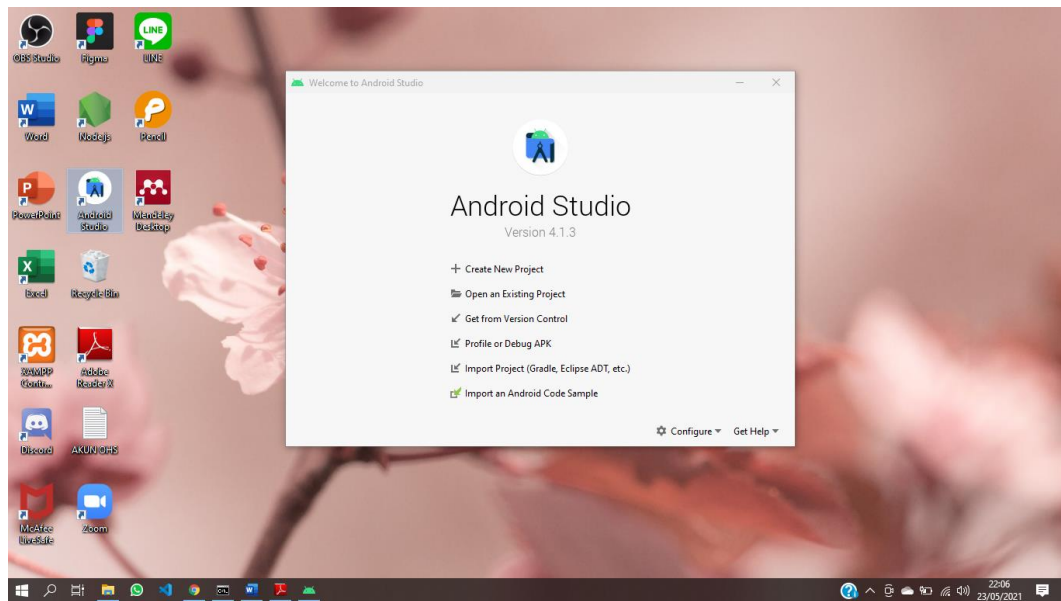 OBS Studio
Figma
LINE
LINE
W
Word
Nodejs
Pencil
P
PowerPoint
Android
Studio
Mendeley
Desktop
X
Excel
Recycle Bin
XAMPP
Contr...
Adobe
Reader X
Discord
AKUN OHS
McAfee
LiveSafe
Zoom
Welcome to Android Studio
Android Studio
Version 4.1.3
Create New Project
Open an Existing Project
Get from Version Control
Profile or Debug APK
Import Project (Gradle, Eclipse ADT, etc.)
Import an Android Code Sample
Configure
Get Help
22:06
23/05/2021